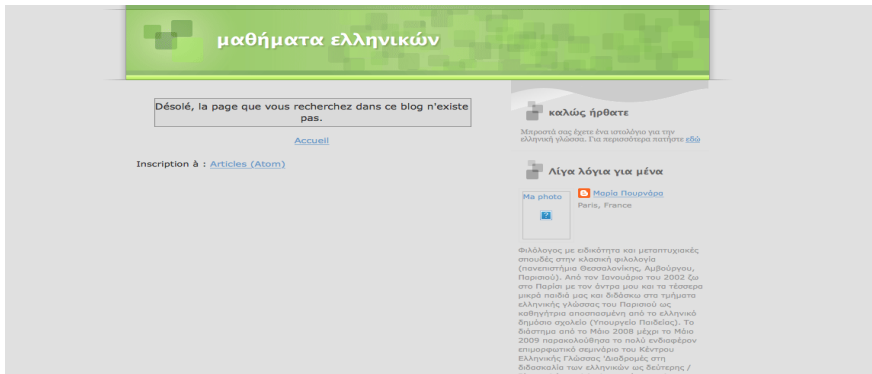 μαθήματα ελληνικών
Désolé, la page que vous recherchez dans ce blog n'existe
pas.
Accueil
Inscription à : Articles (Atom)
καλώς ήρθατε
Μπροστά σας έχετε ένα ιστολόγιο για την
ελληνική γλώσσα. Για περισσότερα πατήστε εδώ
Λίγα λόγια για μένα
Ma photo
Μαρία Πουρνάρα
Paris, France
Φιλόλογος με ειδικότητα και μεταπτυχιακές
σπουδές στην κλασική φιλολογία
(πανεπιστήμια Θεσσαλονίκης, Αμβούργου,
Παρισιού). Από τον Ιανουάριο του 2002 ζω
στο Παρίσι με τον άντρα μου και τα τέσσερα
μικρά παιδιά μας και διδάσκω στα τμήματα
ελληνικής γλώσσας του Παρισιού ως
καθηγήτρια αποσπασμένη από το ελληνικό
δημόσιο σχολείο (Υπουργείο Παιδείας). Το
διάστημα από το Μάιο 2008 μέχρι το Μάιο
2009 παρακολούθησα το πολύ ενδιαφέρον
επιμορφωτικό σεμινάριο του Κέντρου
Ελληνικής Γλώσσας 'Διαδρομές στη
διδασκαλία των ελληνικών ως δεύτερης /